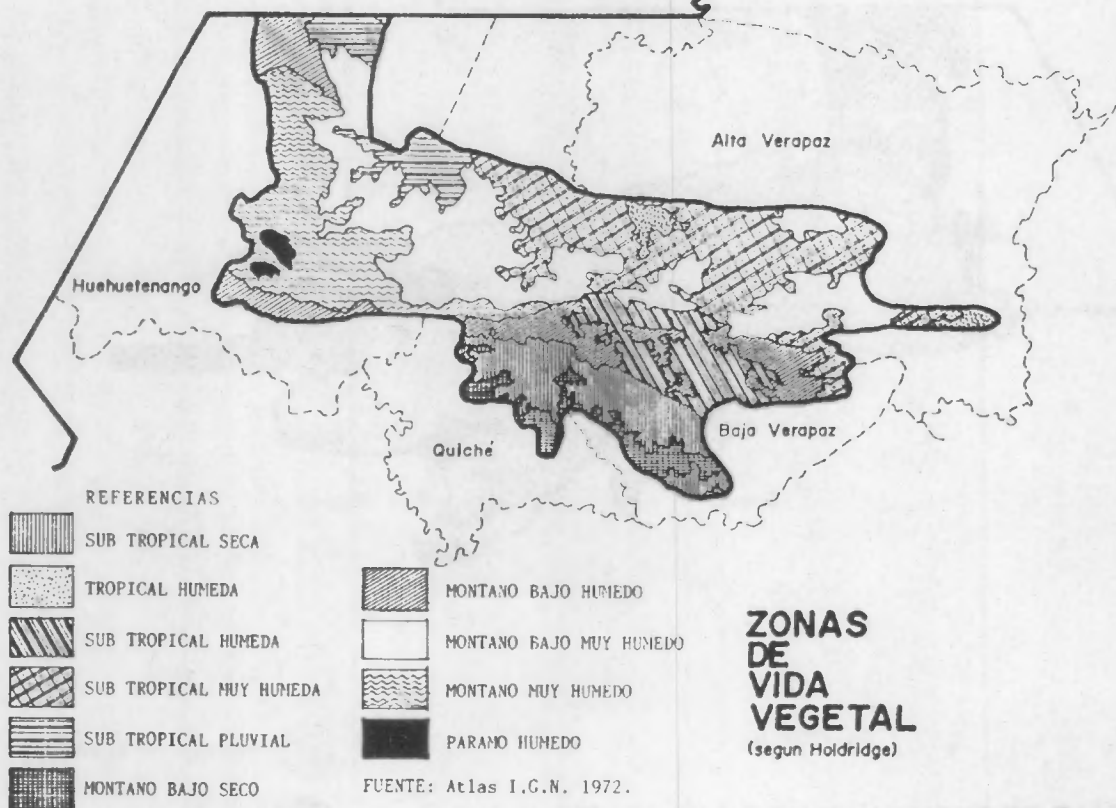 Alta Verapaz
Huehuetenango
Quiché
Baja Verapaz
REFERENCIAS
SUB TROPICAL SECA
TROPICAL HUMEDA
SUB TROPICAL HUMEDA
SUB TROPICAL MUY HUMEDA
SUB TROPICAL PLUVIAL
MONTANO BAJO SECO
MONTANO BAJO HUMEDO
MONTANO BAJO MUY HUMEDO
MONTANO MUY HUMEDO
PARAMO HUMEDO
FUENTE: Atlas I.G.N. 1972.
ZONAS
DE
VIDA
VEGETAL
(segun Holdridge)